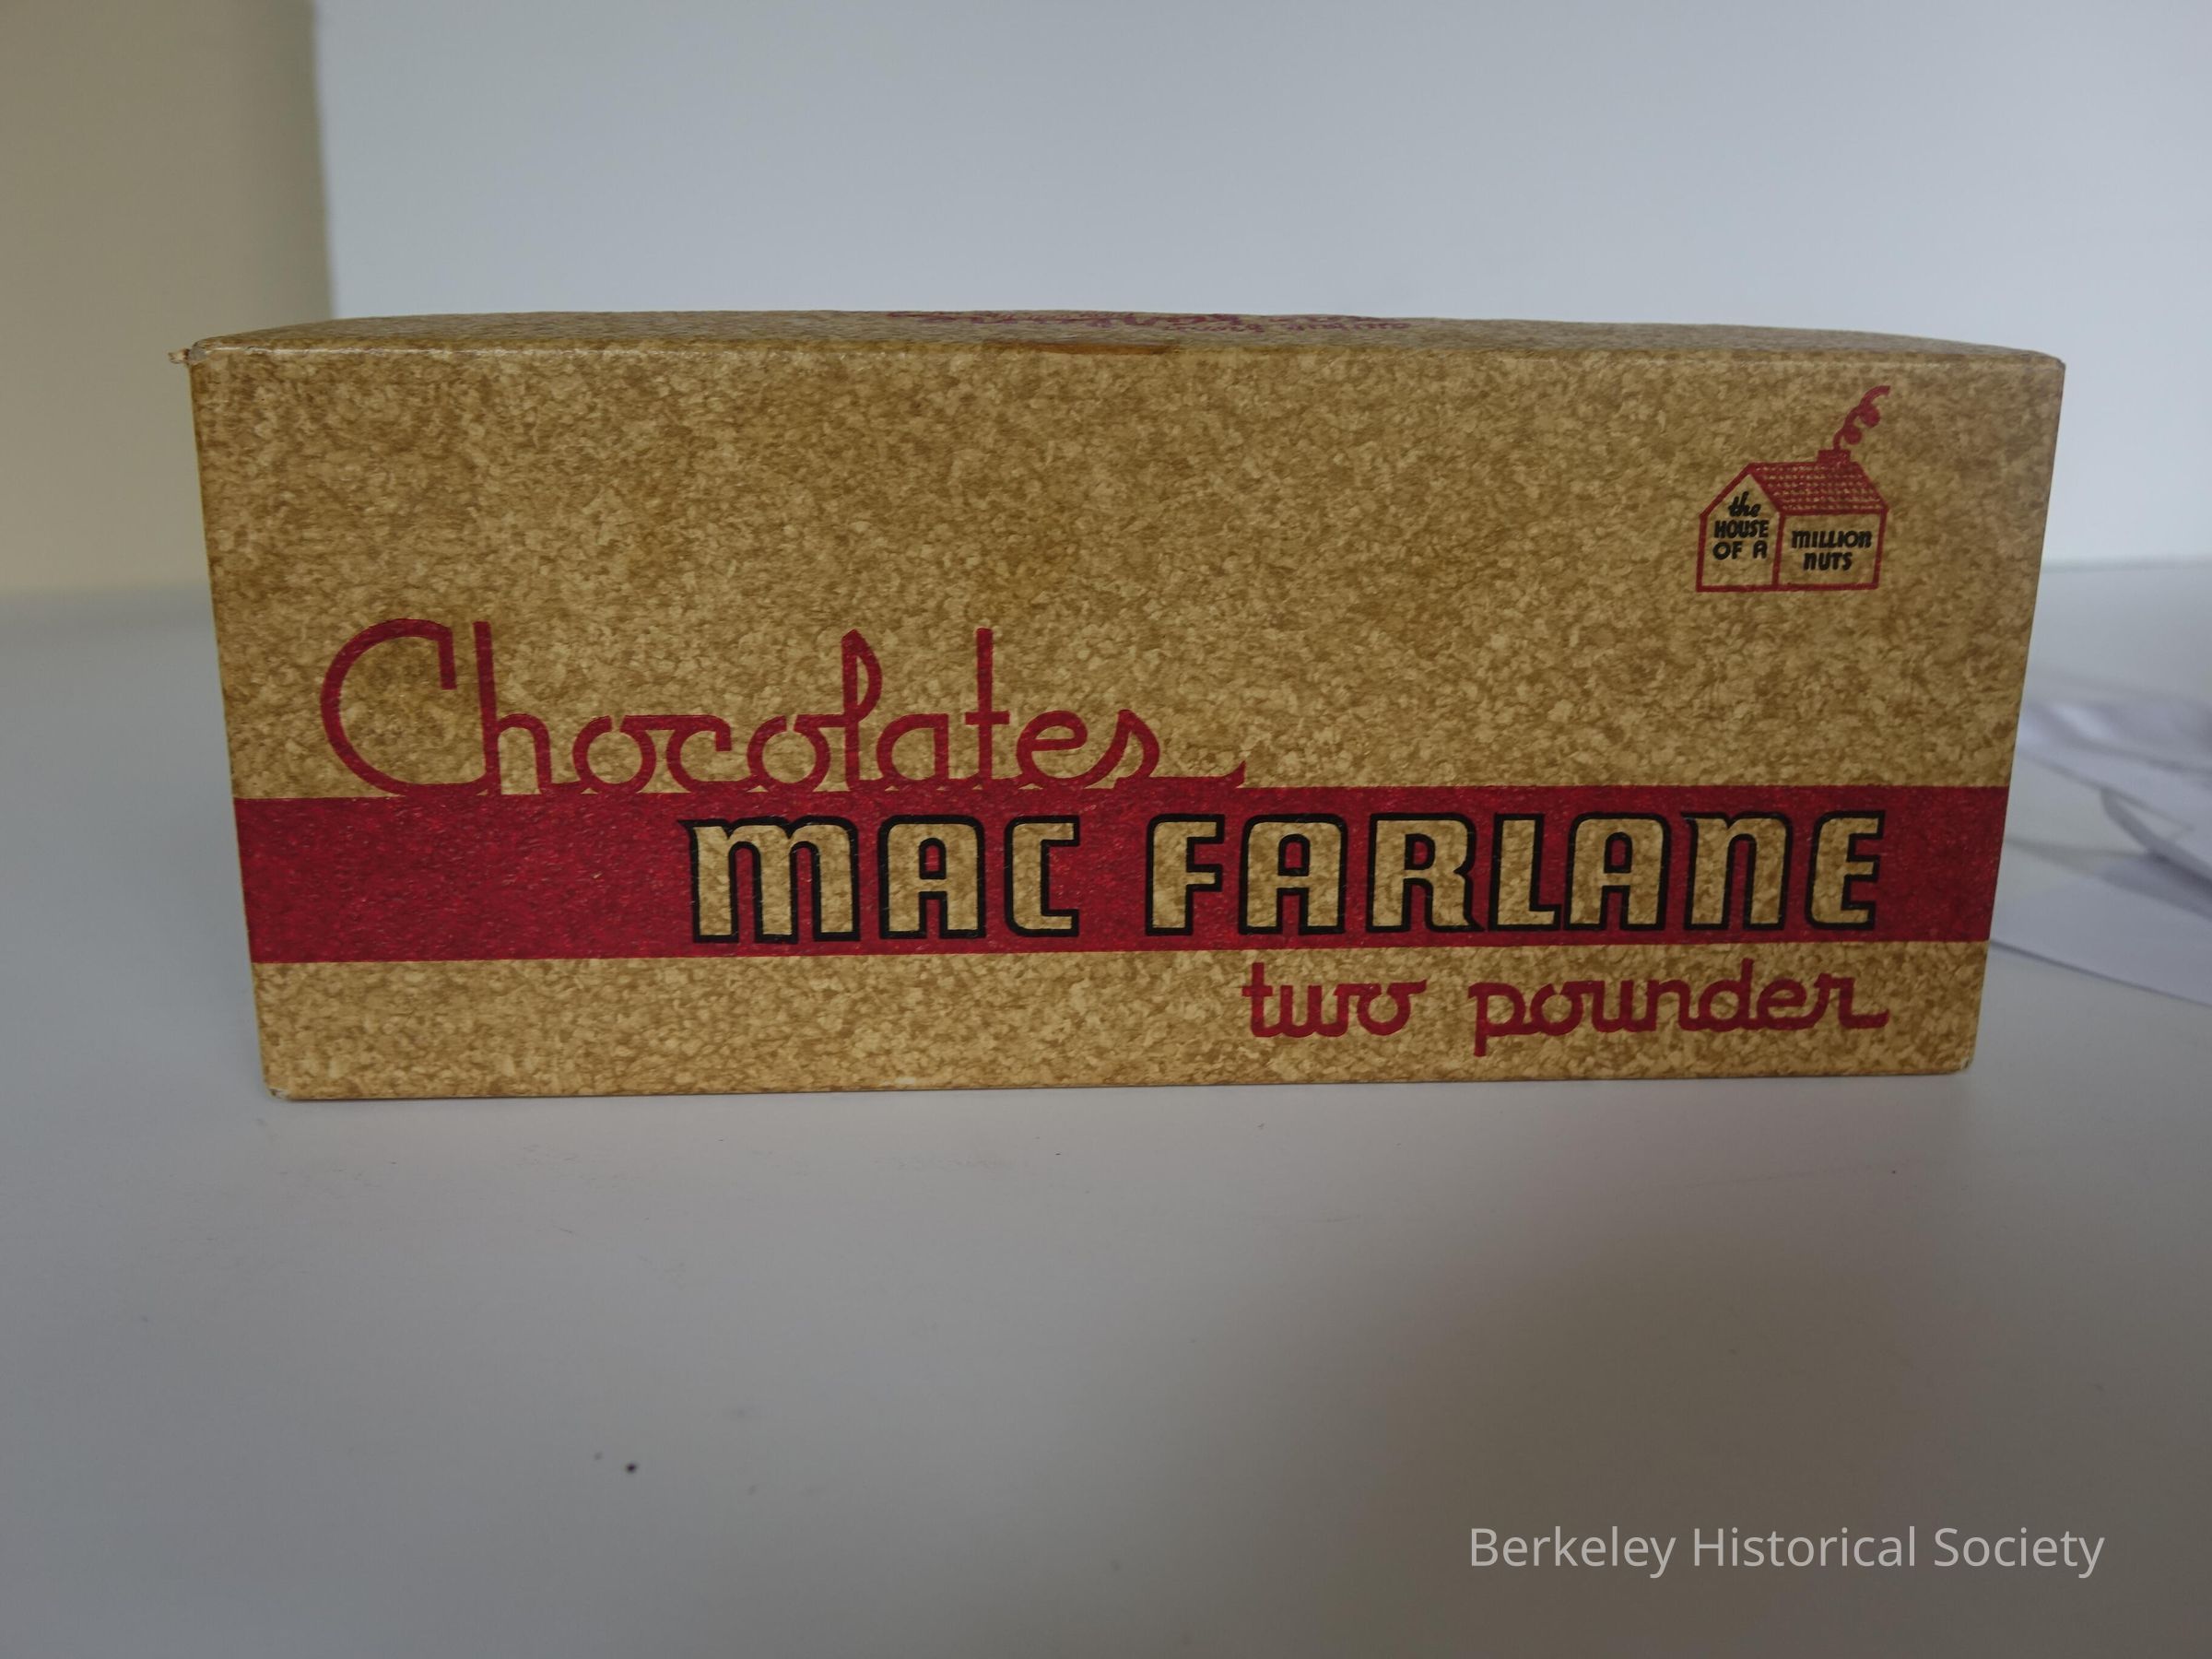 the
HOUSE
OF A
MILLION
NUTS
Chocolates
MAC FARLANE
two pounder
Berkeley Historical Society